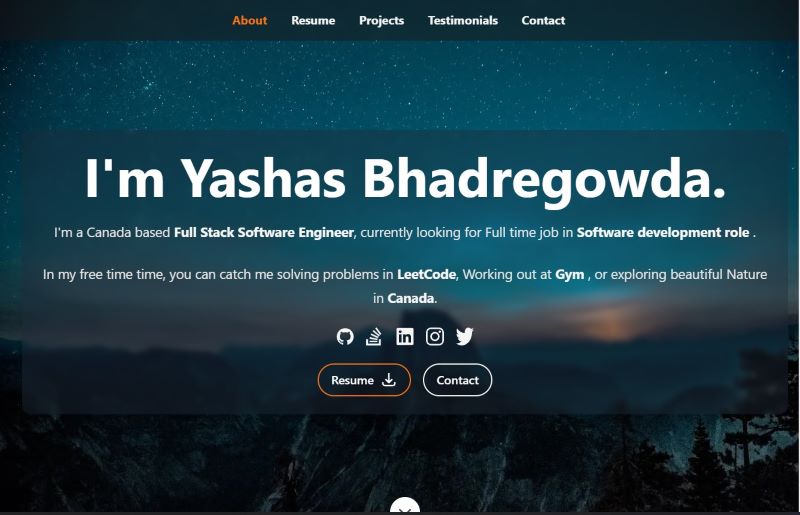 About Resume Projects Testimonials Contact
I'm Yashas Bhadregowda.
I'm a Canada based Full Stack Software Engineer, currently looking for Full time job in Software development role .
In my free time time, you can catch me solving problems in LeetCode, Working out at Gym , or exploring beautiful Nature
in Canada.
Resume Contact